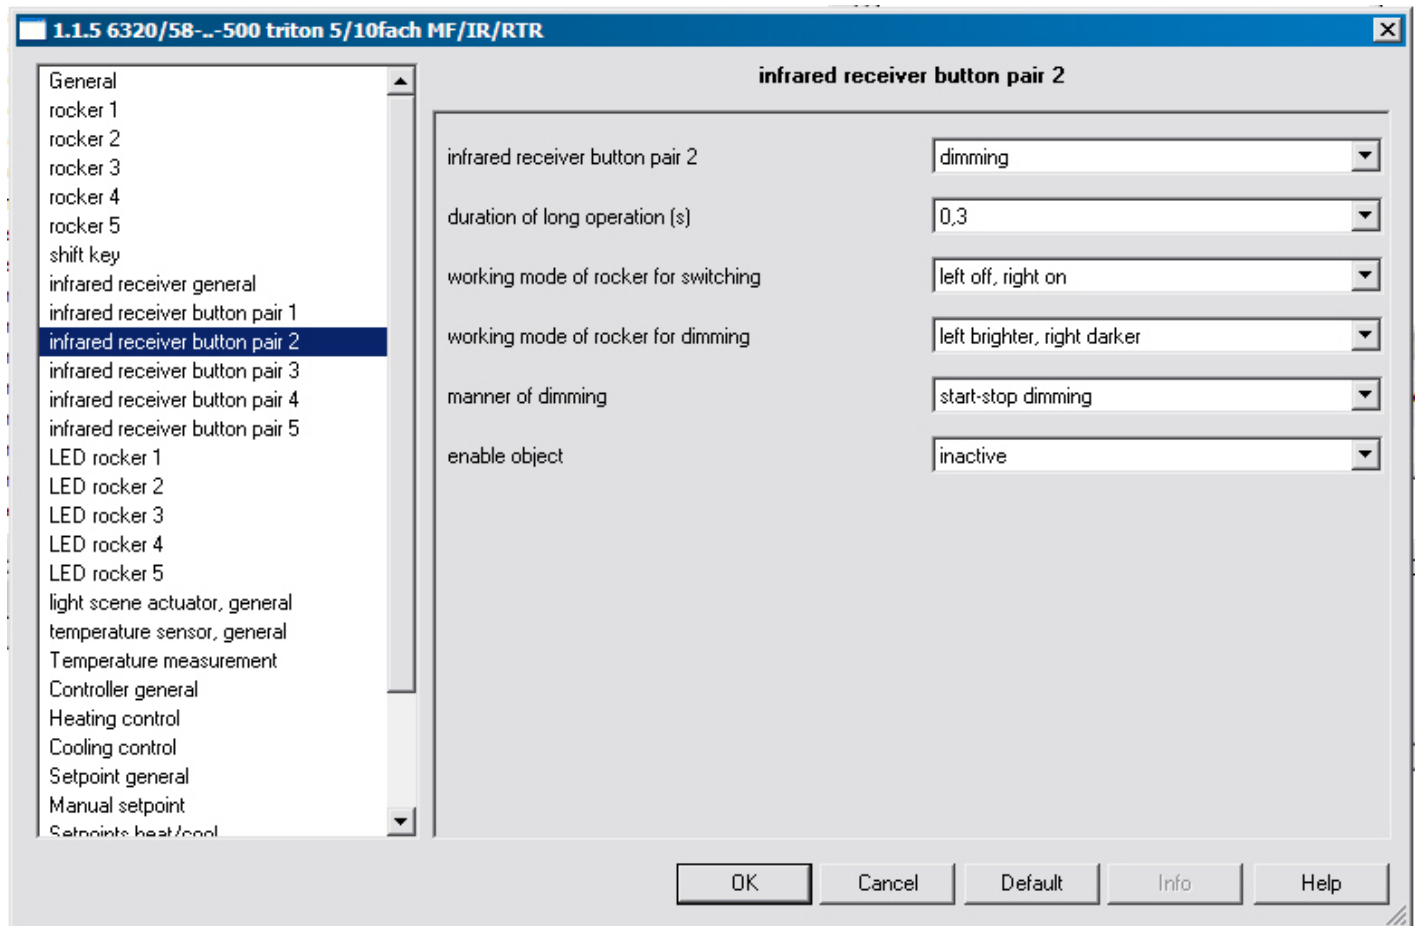 1.1.5 6320/58-..-500 triton 5/10fach MF/IR/RTR
General
rocker 1
rocker 2
rocker 3
rocker 4
rocker 5
shift key
infrared receiver general
infrared receiver button pair 1
infrared receiver button pair 2
infrared receiver button pair 3
infrared receiver button pair 4
infrared receiver button pair 5
LED rocker 1
LED rocker 2
LED rocker 3
LED rocker 4
LED rocker 5
light scene actuator, general
temperature sensor, general
Temperature measurement
Controller general
Heating control
Cooling control
Setpoint general
Manual setpoint
Setpoints heat/cool
infrared receiver button pair 2
infrared receiver button pair 2 dimming
duration of long operation (s) 0,3
working mode of rocker for switching left off, right on
working mode of rocker for dimming left brighter, right darker
manner of dimming start-stop dimming
enable object inactive
OK Cancel Default Info Help